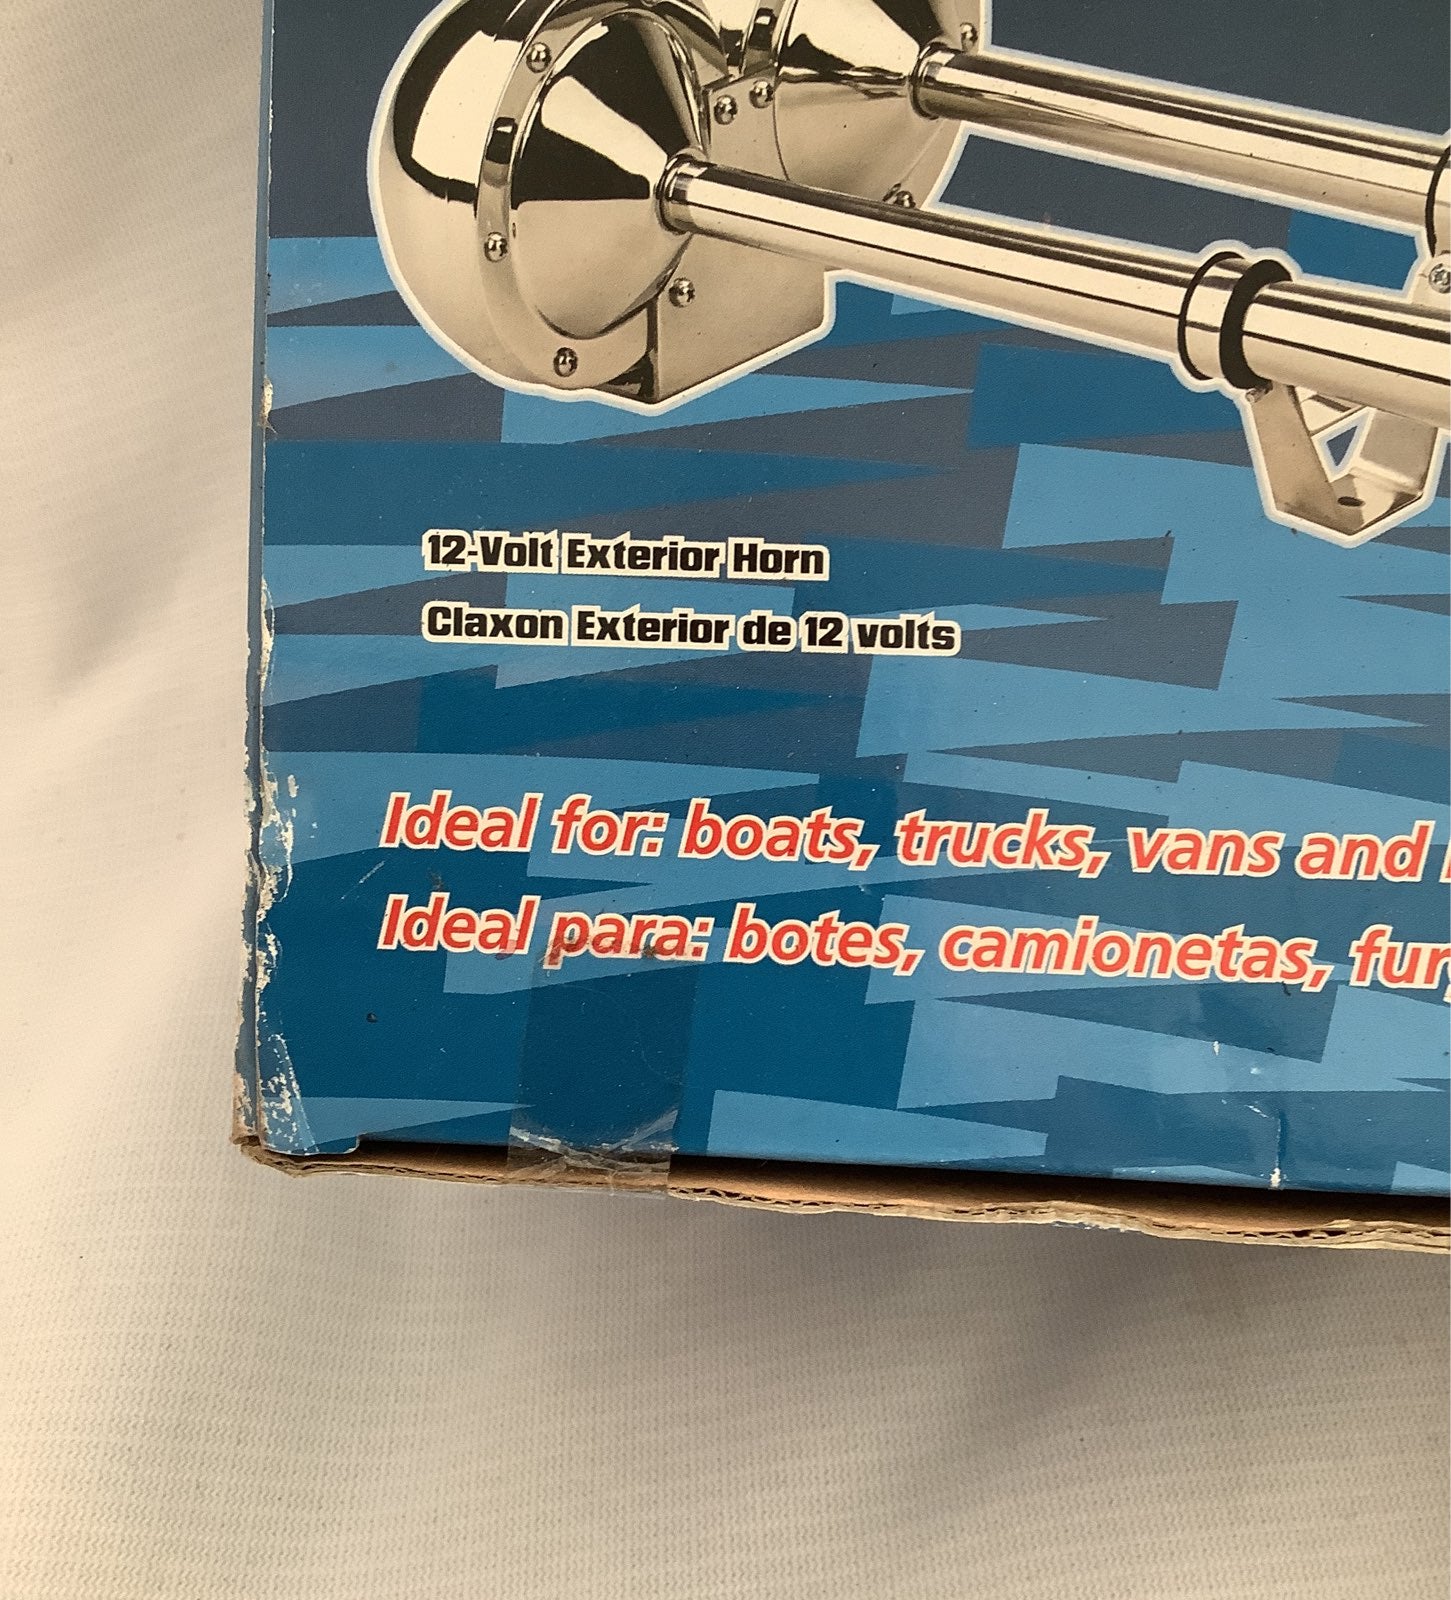 12-Volt Exterior Horn
Claxon Exterior de 12 volts
Ideal for: boats, trucks, vans and
Ideal para: botes, camionetas,